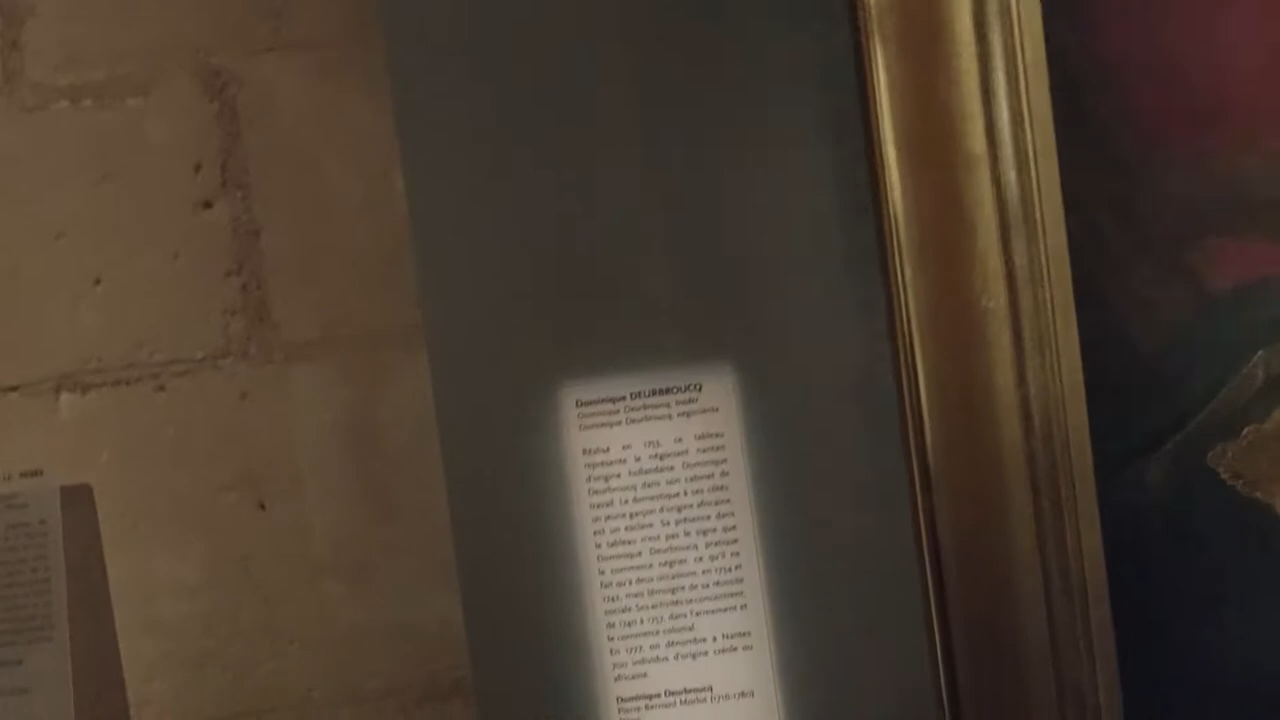 Dominique DEURBROUCQ
Dominique Deurbroucq, trader
Dominique Deurbroucq, negociante
Réalisé en 1753, ce tableau
représente le négociant nantais
d'origine hollandaise Dominique
Deurbroucq dans son cabinet de
travail. Le domestique à ses côtés,
un jeune garçon d'origine africaine,
est un esclave. Sa présence dans
le tableau n'est pas le signe que
Dominique Deurbroucq pratique
le commerce négrier, ce qu'il ne
fait qu'à deux occasions, en 1734 et
1742, mais témoigne de sa réussite
sociale. Ses activités se concentrent,
de 1740 à 1757, dans l'armement et
le commerce colonial.
En 1777, on dénombre à Nantes
700 individus d'origine créole ou
africaine.
Dominique Deurbroucq
Pierre-Bernard Morlot (1716-1780)